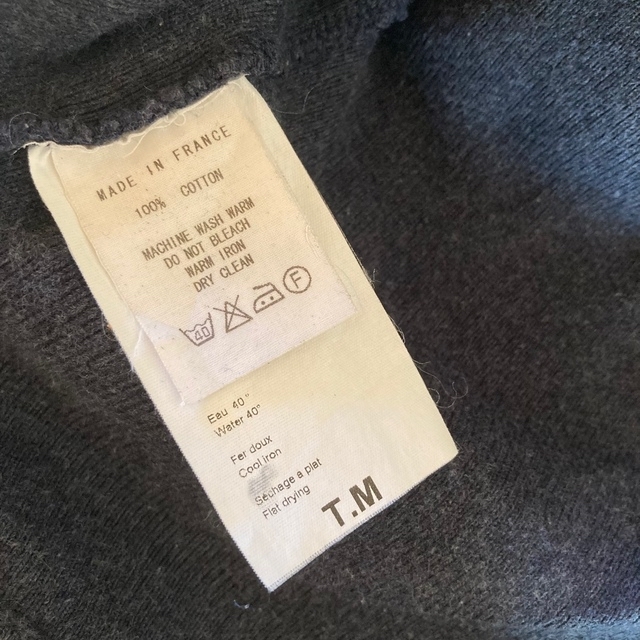 MADE IN FRANCE
100% COTTON
MACHINE WASH WARM
DO NOT BLEACH
WARM IRON
DRY CLEAN
40 F
Eau 40°
Water 40°
Fer doux
Cool iron
Séchage a plat
Flat drying
T.M